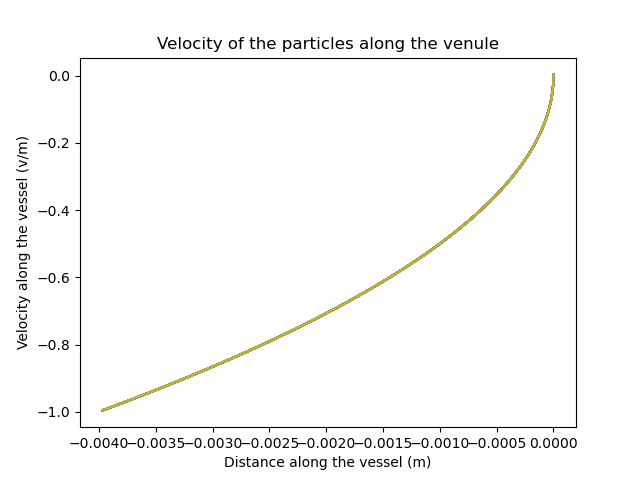 Velocity of the particles along the venule
0.0
−0.2
−0.4
−0.6
−0.8
−1.0
Velocity along the vessel (v/m)
−0.0040 −0.0035 −0.0030 −0.0025 −0.0020 −0.0015 −0.0010 −0.0005 0.0000
Distance along the vessel (m)